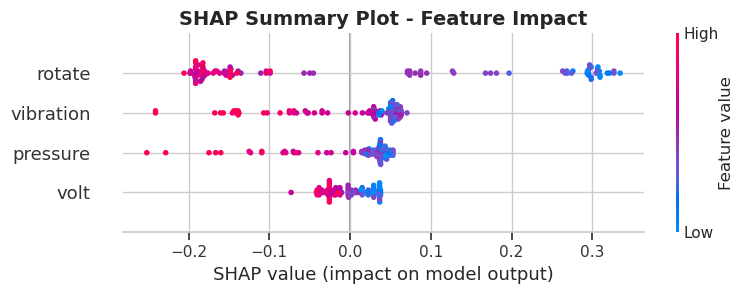 SHAP Summary Plot - Feature Impact
High
rotate
vibration
pressure
volt
Feature value
Low
−0.2 −0.1 0.0 0.1 0.2 0.3
SHAP value (impact on model output)